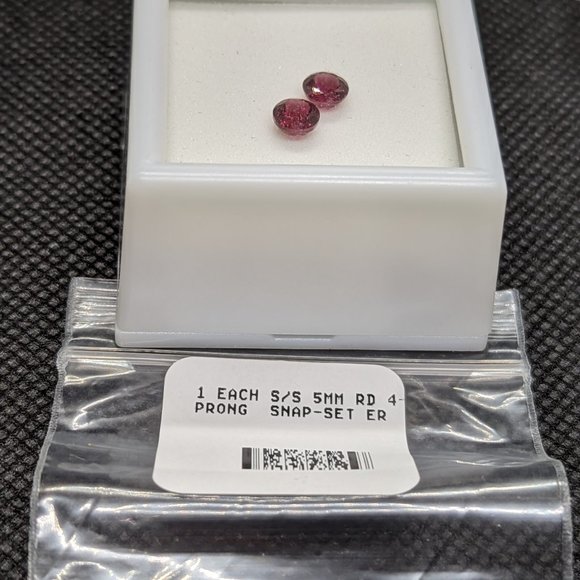 1 EACH S/S 5MM RD 4-
PRONG SNAP-SET ER